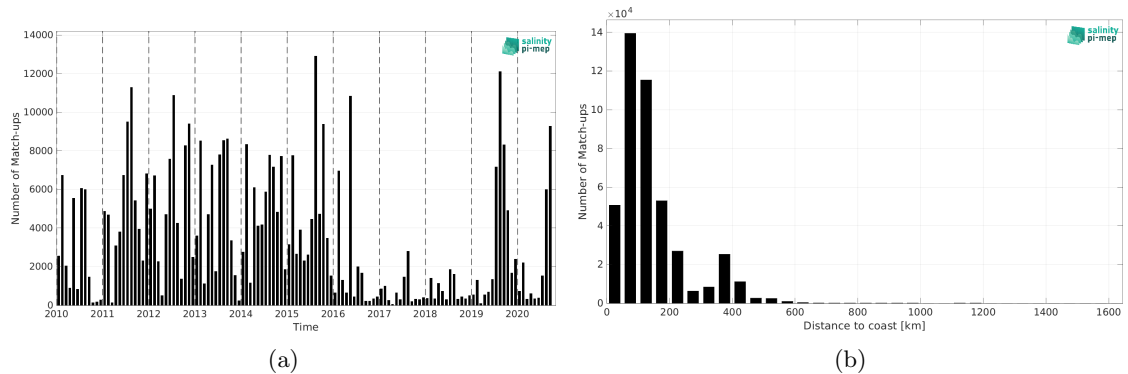 14000
12000
10000
8000
6000
4000
2000
0
Number of Match-ups
2010 2011 2012 2013 2014 2015 2016 2017 2018 2019 2020
Time
salinity
pi-mep
(a)
×10⁴
14
12
10
8
6
4
2
0
Number of Match-ups
0 200 400 600 800 1000 1200 1400 1600
Distance to coast [km]
salinity
pi-mep
(b)